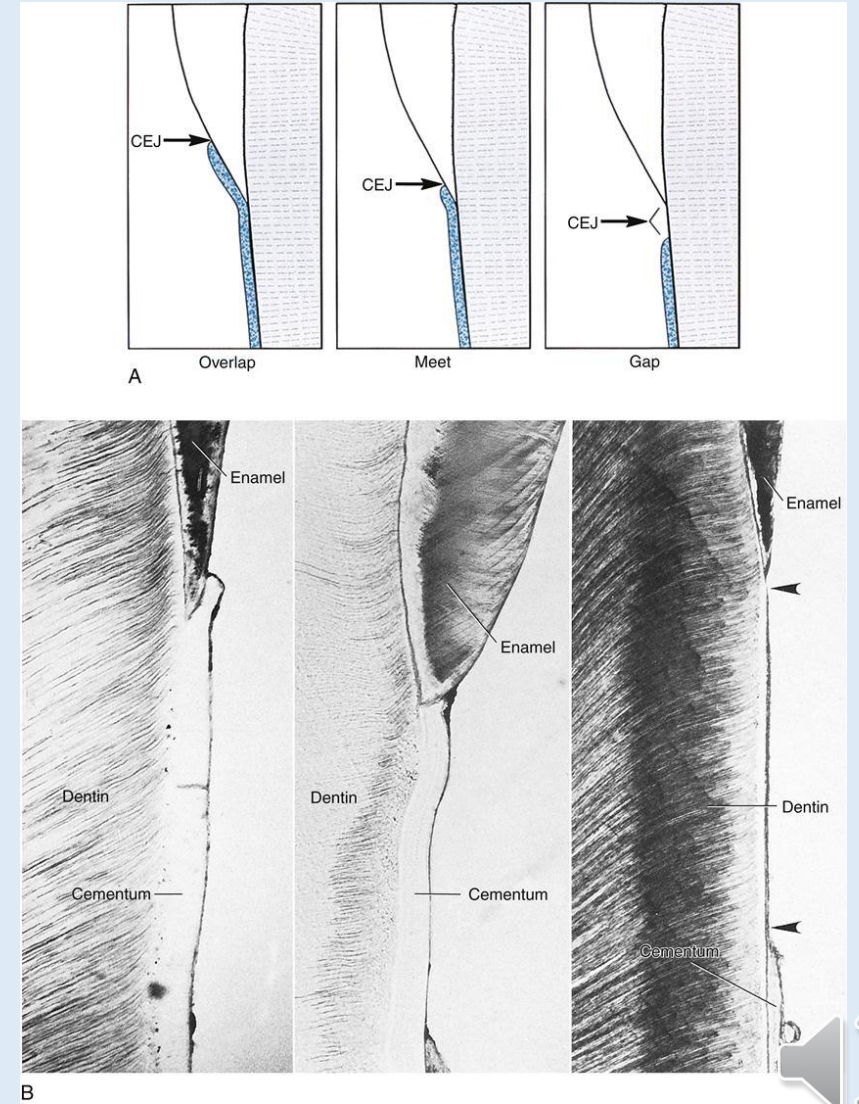 CEJ
CEJ
CEJ
Overlap
Meet
Gap
A
Enamel
Enamel
Enamel
Dentin
Dentin
Dentin
Cementum
Cementum
Cementum
B